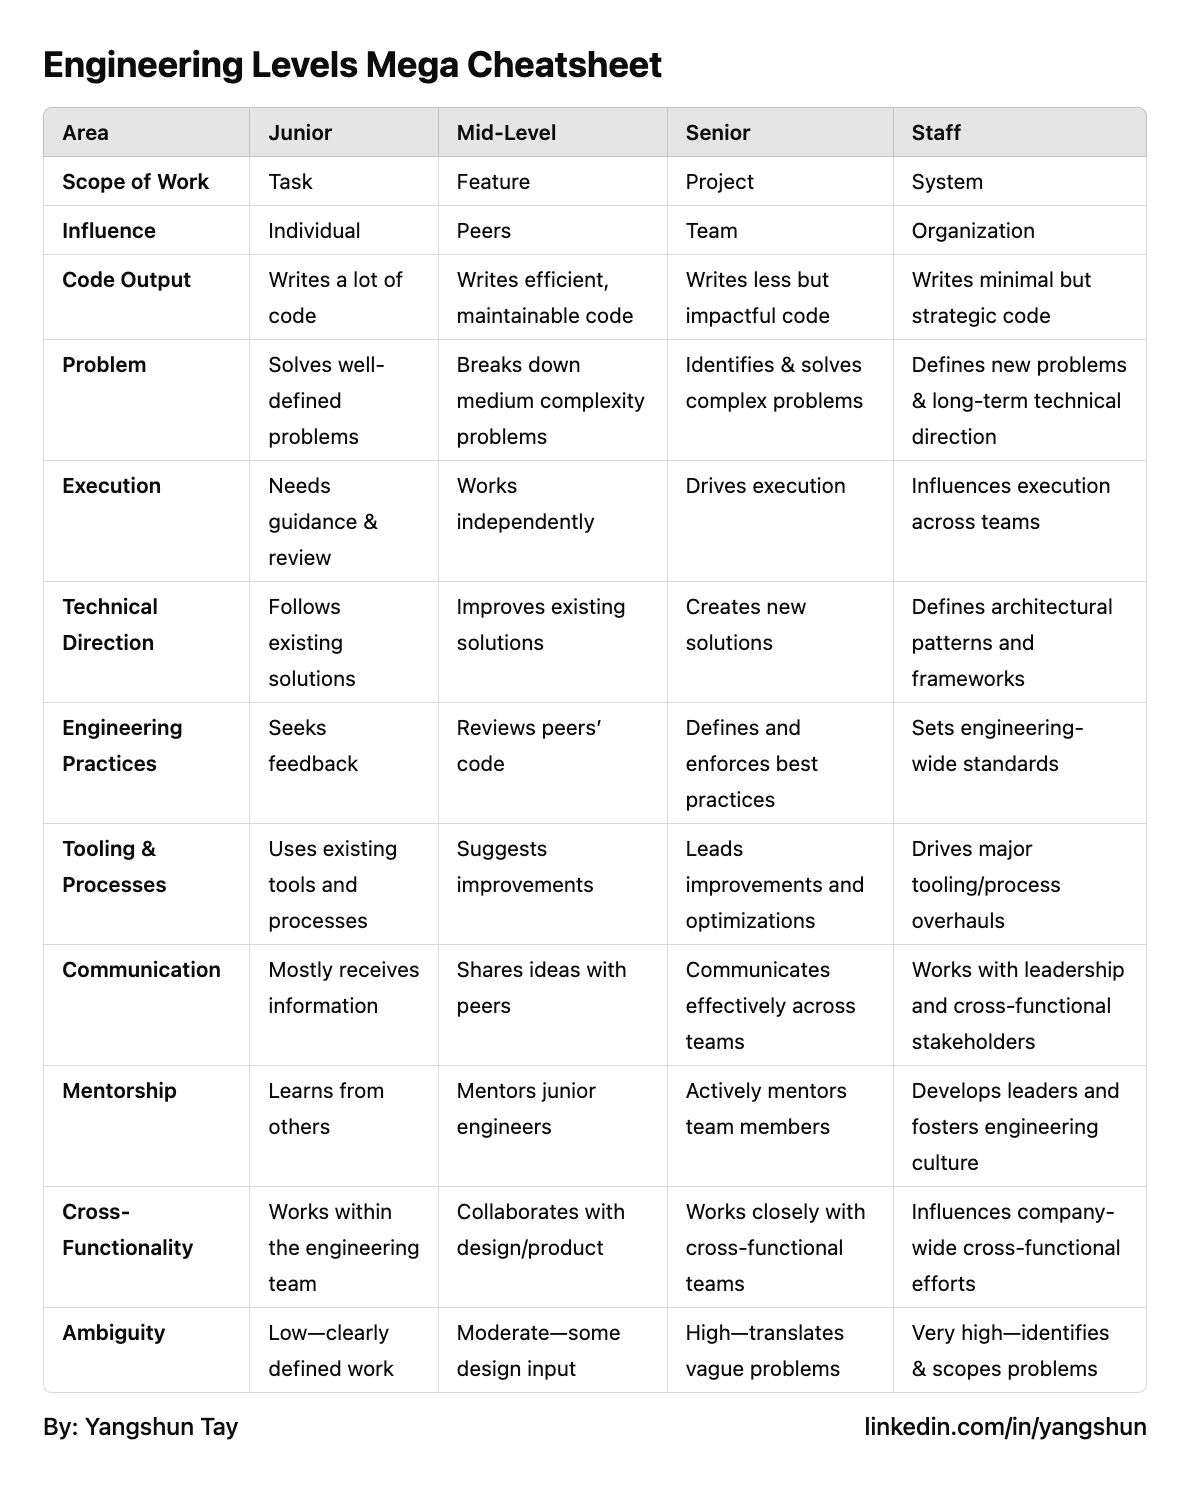 Engineering Levels Mega Cheatsheet
Area Junior Mid-Level Senior Staff
Scope of Work Task Feature Project System
Influence Individual Peers Team Organization
Code Output Writes a lot of Writes efficient, Writes less but Writes minimal but
code maintainable code impactful code strategic code
Problem Solves well- Breaks down Identifies & solves Defines new problems
defined medium complexity complex problems & long-term technical
problems problems direction
Execution Needs Works Drives execution Influences execution
guidance & independently across teams
review
Technical Follows Improves existing Creates new Defines architectural
Direction existing solutions solutions patterns and
solutions frameworks
Engineering Seeks Reviews peers’ Defines and Sets engineering-
Practices feedback code enforces best wide standards
practices
Tooling & Uses existing Suggests Leads Drives major
Processes tools and improvements improvements and tooling/process
processes optimizations overhauls
Communication Mostly receives Shares ideas with Communicates Works with leadership
information peers effectively across and cross-functional
teams stakeholders
Mentorship Learns from Mentors junior Actively mentors Develops leaders and
others engineers team members fosters engineering
culture
Cross- Works within Collaborates with Works closely with Influences company-
Functionality the engineering design/product cross-functional wide cross-functional
team teams efforts
Ambiguity Low—clearly Moderate—some High—translates Very high—identifies
defined work design input vague problems & scopes problems
By: Yangshun Tay linkedin.com/in/yangshun